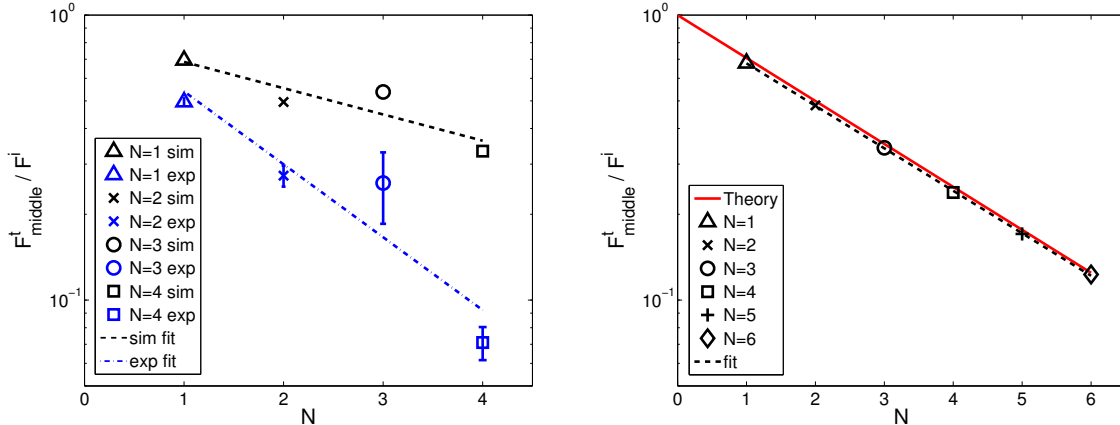 10^0
10^-1
F^t_middle / F^i
N=1 sim
N=1 exp
N=2 sim
N=2 exp
N=3 sim
N=3 exp
N=4 sim
N=4 exp
sim fit
exp fit
0 1 2 3 4
N
10^0
10^-1
F^t_middle / F^i
Theory
N=1
N=2
N=3
N=4
N=5
N=6
fit
0 1 2 3 4 5 6
N